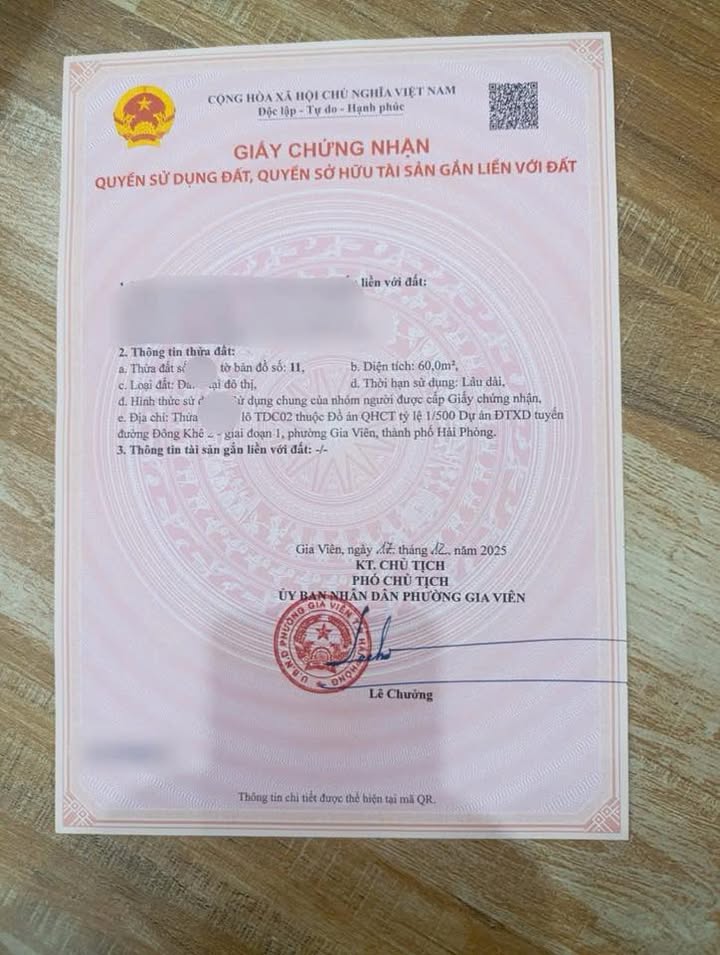 CỘNG HÒA XÃ HỘI CHỦ NGHĨA VIỆT NAM
Độc lập - Tự do - Hạnh phúc
GIẤY CHỨNG NHẬN
QUYỀN SỬ DỤNG ĐẤT, QUYỀN SỞ HỮU TÀI SẢN GẮN LIỀN VỚI ĐẤT
liền với đất:
2. Thông tin thửa đất:
a. Thửa đất số tờ bản đồ số: 11, b. Diện tích: 60,0m²,
c. Loại đất: tại đô thị, d. Thời hạn sử dụng: Lâu dài,
đ. Hình thức sử dụng chung của nhóm người được cấp Giấy chứng nhận,
e. Địa chỉ: Thửa lô TDC02 thuộc Đồ án QHCT tỷ lệ 1/500 Dự án ĐTXD tuyến
đường Đông Khê 2 - giai đoạn 1, phường Gia Viên, thành phố Hải Phòng.
3. Thông tin tài sản gắn liền với đất: -/-
Gia Viên, ngày 17 tháng 12 năm 2025
KT. CHỦ TỊCH
PHÓ CHỦ TỊCH
ỦY BAN NHÂN DÂN PHƯỜNG GIA VIÊN
U.B.N.D PHƯỜNG GIA VIÊN T.P HẢI PHÒNG
Lê Chưởng
Thông tin chi tiết được thể hiện tại mã QR.